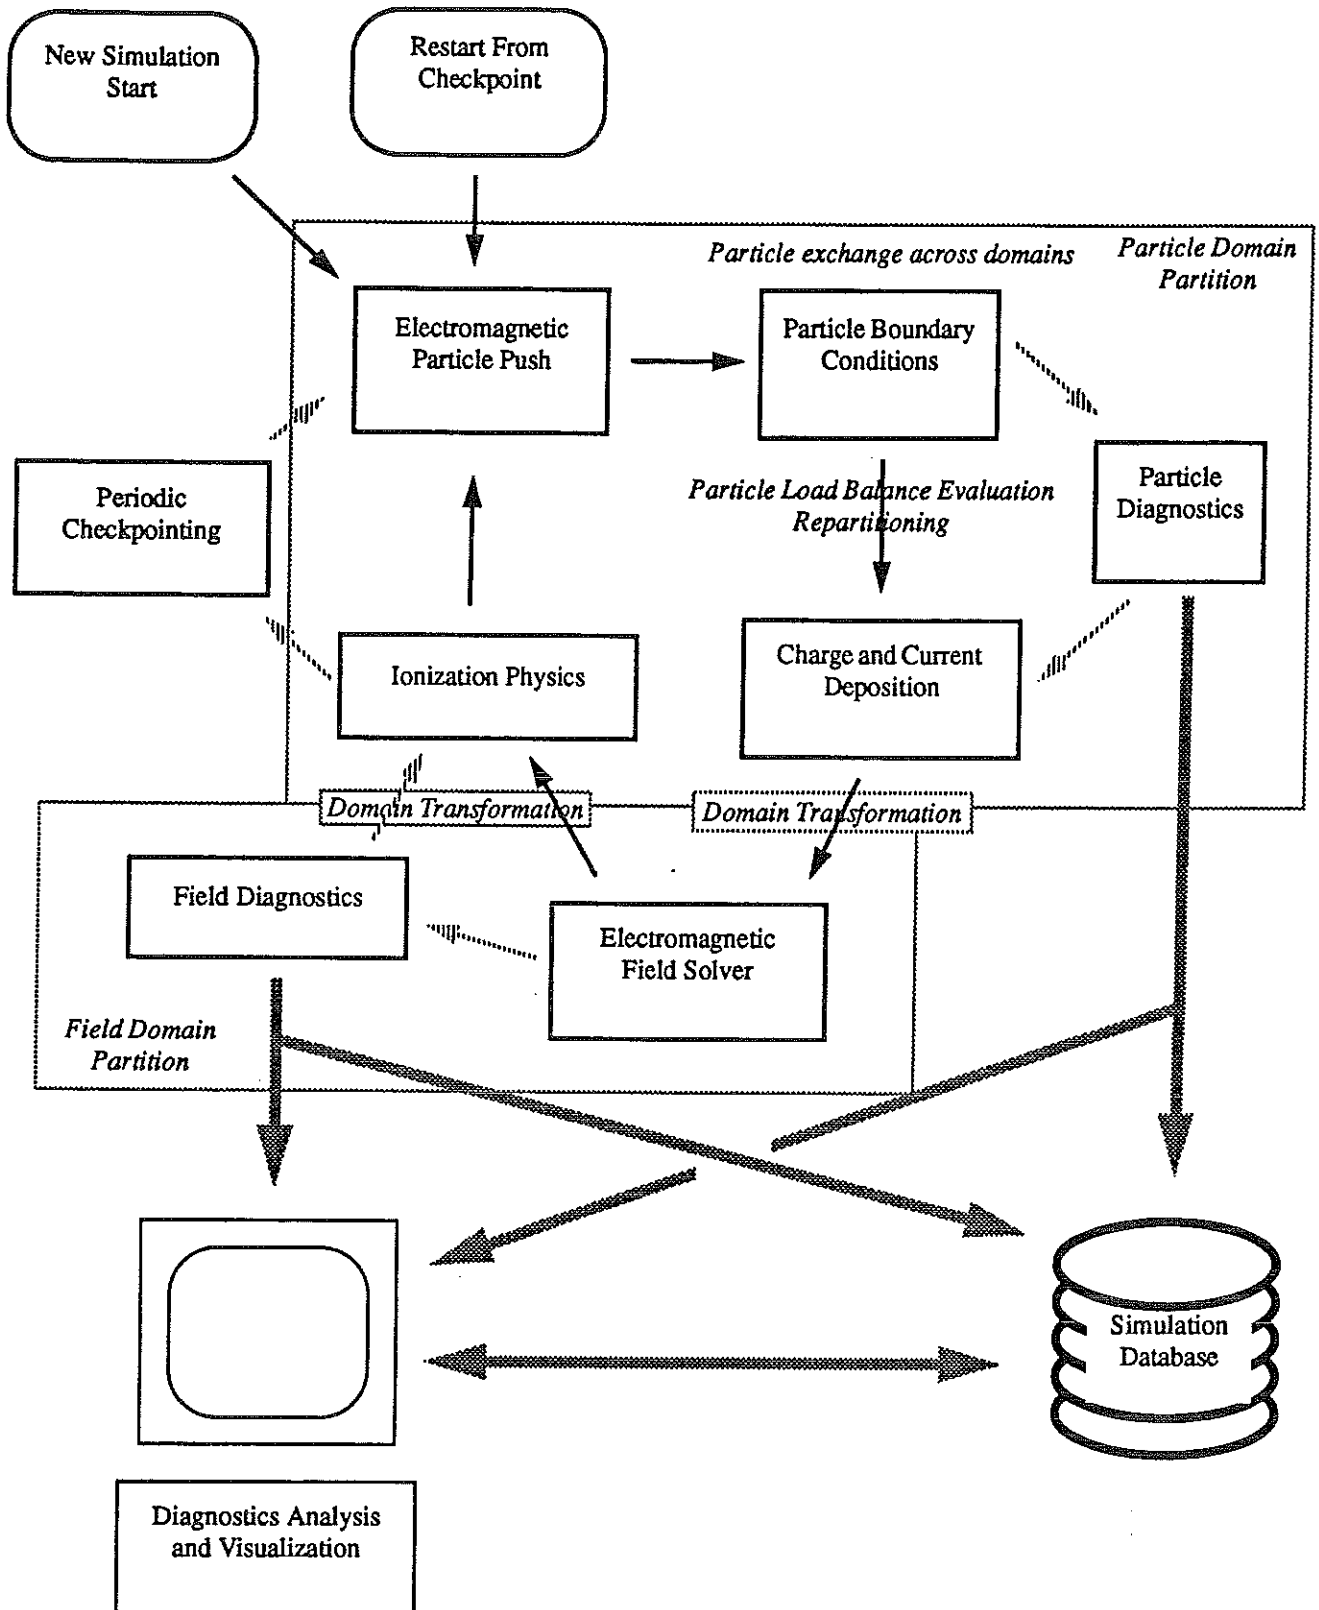 New Simulation
Start
Restart From
Checkpoint
Particle exchange across domains
Particle Domain
Partition
Electromagnetic
Particle Push
Particle Boundary
Conditions
Periodic
Checkpointing
Particle Load Balance Evaluation
Repartitioning
Particle
Diagnostics
Ionization Physics
Charge and Current
Deposition
Domain Transformation
Domain Transformation
Field Diagnostics
Electromagnetic
Field Solver
Field Domain
Partition
Simulation
Database
Diagnostics Analysis
and Visualization